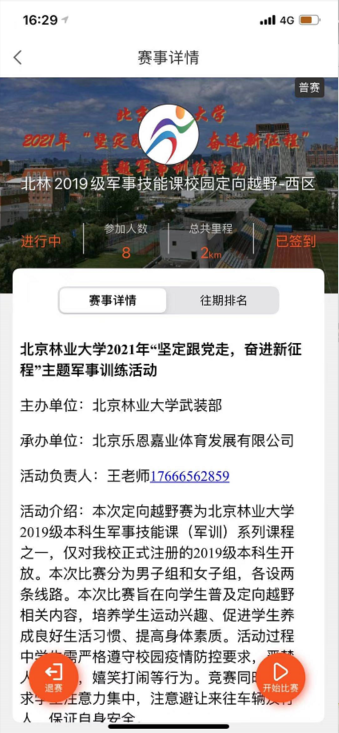 16:29
4G
赛事详情
普赛
北京 大学
2021年“坚定跟 奋进新征程”
主题军事训练活动
北林2019级军事技能课校园定向越野-西区
进行中
参加人数
8
总共里程
2km
已签到
赛事详情
往期排名
北京林业大学2021年“坚定跟党走，奋进新征
程”主题军事训练活动
主办单位：北京林业大学武装部
承办单位：北京乐恩嘉业体育发展有限公司
活动负责人：王老师17666562859
活动介绍：本次定向越野赛为北京林业大学
2019级本科生军事技能课（军训）系列课程
之一，仅对我校正式注册的2019级本科生开
放。本次比赛分为男子组和女子组，各设两
条线路。本次比赛旨在向学生普及定向越野
相关内容，培养学生运动兴趣、促进学生养
成良好生活习惯、提高身体素质。活动过程
中学生需严格遵守校园疫情防控要求，严禁
人 嬉笑打闹等行为。竞赛同时
求学生注意力集中，注意避让来往车辆及行
人，保证自身安全。
退赛
开始比赛